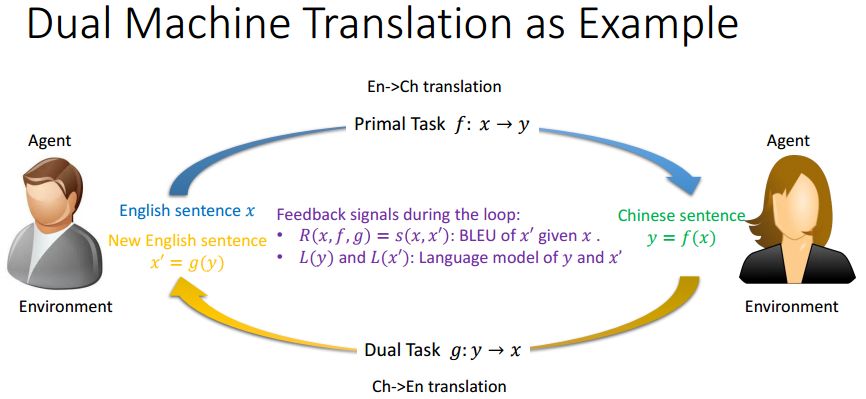 Dual Machine Translation as Example
En->Ch translation
Primal Task f: x → y
Agent
Agent
English sentence x
New English sentence
x′ = g(y)
Feedback signals during the loop:
• R(x, f, g) = s(x, x′): BLEU of x′ given x .
• L(y) and L(x′): Language model of y and x′
Chinese sentence
y = f(x)
Environment
Environment
Dual Task g: y → x
Ch->En translation